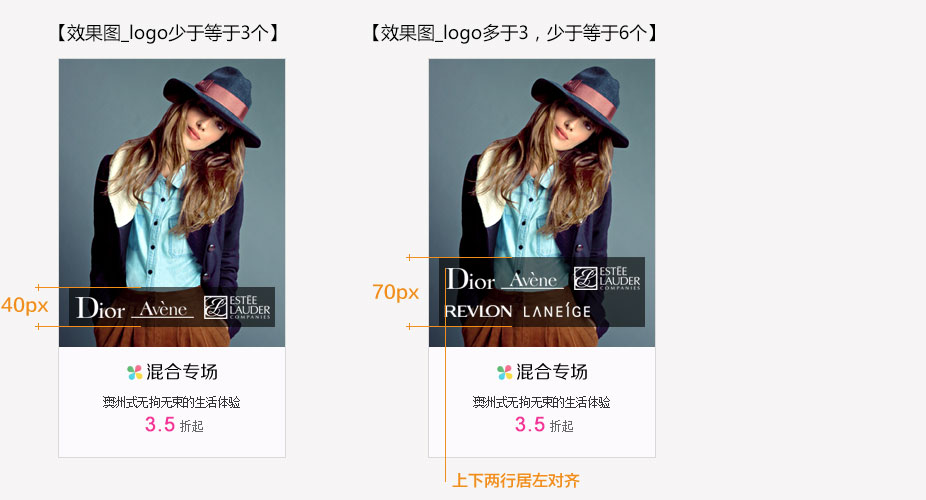 【效果图_logo少于等于3个】
【效果图_logo多于3，少于等于6个】
40px
Dior Avène ESTĒE LAUDER COMPANIES
混合专场
澳州式无拘无束的生活体验
3.5 折起
70px
Dior Avène ESTĒE LAUDER COMPANIES
REVLON LANEÍGE
混合专场
澳州式无拘无束的生活体验
3.5 折起
上下两行居左对齐